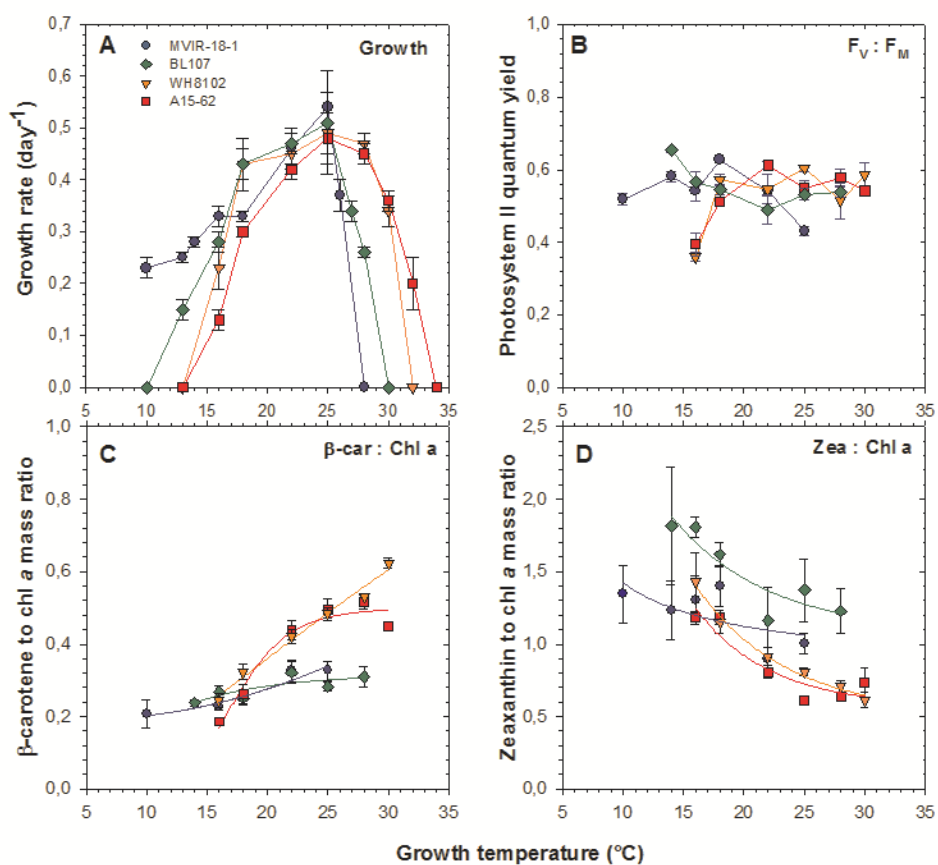 A
Growth
MVIR-18-1
BL107
WH8102
A15-62
Growth rate (day⁻¹)
0,7
0,6
0,5
0,4
0,3
0,2
0,1
0,0
5 10 15 20 25 30 35
B
F_V : F_M
Photosystem II quantum yield
1,0
0,8
0,6
0,4
0,2
0,0
5 10 15 20 25 30 35
C
β-car : Chl a
β-carotene to chl a mass ratio
1,0
0,8
0,6
0,4
0,2
0,0
5 10 15 20 25 30 35
D
Zea : Chl a
Zeaxanthin to chl a mass ratio
2,5
2,0
1,5
1,0
0,5
0,0
5 10 15 20 25 30 35
Growth temperature (°C)